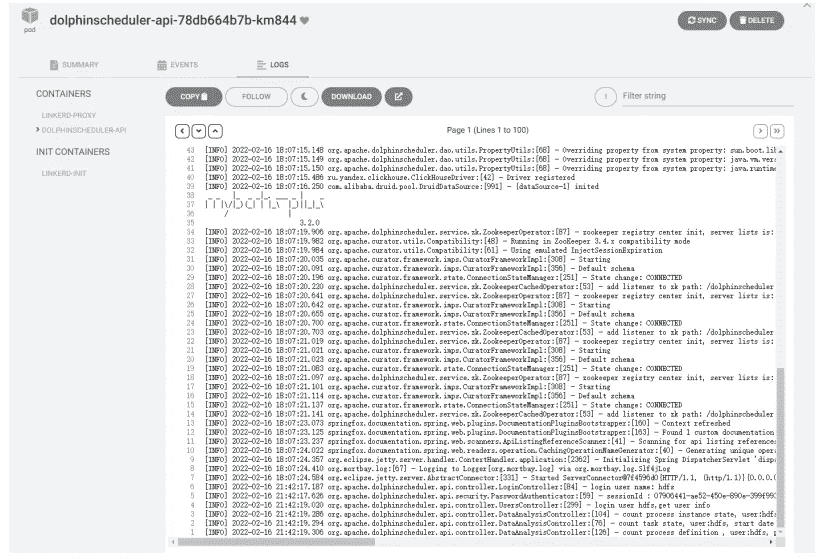 dolphinscheduler-api-78db664b7b-km844
pod
SYNC
DELETE
SUMMARY
EVENTS
LOGS
CONTAINERS
LINKERD-PROXY
DOLPHINSCHEDULER-API
INIT CONTAINERS
LINKERD-INIT
COPY
FOLLOW
DOWNLOAD
Filter string
Page 1 (Lines 1 to 100)
43 [INFO] 2022-02-16 18:07:15.148 org.apache.dolphinscheduler.dao.utils.PropertyUtils:[68] - Overriding property from system property: sun.boot.lib
42 [INFO] 2022-02-16 18:07:15.149 org.apache.dolphinscheduler.dao.utils.PropertyUtils:[68] - Overriding property from system property: java.vm.vers
41 [INFO] 2022-02-16 18:07:15.150 org.apache.dolphinscheduler.dao.utils.PropertyUtils:[68] - Overriding property from system property: java.runtime
40 [INFO] 2022-02-16 18:07:15.486 ru.yandex.clickhouse.ClickHouseDriver:[42] - Driver registered
39 [INFO] 2022-02-16 18:07:16.250 com.alibaba.druid.pool.DruidDataSource:[991] - {dataSource-1} inited
38
37
36
35 3.2.0
34 [INFO] 2022-02-16 18:07:19.906 org.apache.dolphinscheduler.service.zk.ZookeeperOperator:[87] - zookeeper registry center init, server lists is:
33 [INFO] 2022-02-16 18:07:19.982 org.apache.curator.utils.Compatibility:[48] - Running in ZooKeeper 3.4.x compatibility mode
32 [INFO] 2022-02-16 18:07:19.984 org.apache.curator.utils.Compatibility:[61] - Using emulated InjectSessionExpiration
31 [INFO] 2022-02-16 18:07:20.035 org.apache.curator.framework.imps.CuratorFrameworkImpl:[308] - Starting
30 [INFO] 2022-02-16 18:07:20.091 org.apache.curator.framework.imps.CuratorFrameworkImpl:[356] - Default schema
29 [INFO] 2022-02-16 18:07:20.196 org.apache.curator.framework.state.ConnectionStateManager:[251] - State change: CONNECTED
28 [INFO] 2022-02-16 18:07:20.220 org.apache.dolphinscheduler.service.zk.ZookeeperCachedOperator:[53] - add listener to zk path: /dolphinscheduler
27 [INFO] 2022-02-16 18:07:20.641 org.apache.dolphinscheduler.service.zk.ZookeeperOperator:[87] - zookeeper registry center init, server lists is:
26 [INFO] 2022-02-16 18:07:20.642 org.apache.curator.framework.imps.CuratorFrameworkImpl:[308] - Starting
25 [INFO] 2022-02-16 18:07:20.655 org.apache.curator.framework.imps.CuratorFrameworkImpl:[356] - Default schema
24 [INFO] 2022-02-16 18:07:20.700 org.apache.curator.framework.state.ConnectionStateManager:[251] - State change: CONNECTED
23 [INFO] 2022-02-16 18:07:20.703 org.apache.dolphinscheduler.service.zk.ZookeeperCachedOperator:[53] - add listener to zk path: /dolphinscheduler
22 [INFO] 2022-02-16 18:07:21.019 org.apache.dolphinscheduler.service.zk.ZookeeperOperator:[87] - zookeeper registry center init, server lists is:
21 [INFO] 2022-02-16 18:07:21.021 org.apache.curator.framework.imps.CuratorFrameworkImpl:[308] - Starting
20 [INFO] 2022-02-16 18:07:21.023 org.apache.curator.framework.imps.CuratorFrameworkImpl:[356] - Default schema
19 [INFO] 2022-02-16 18:07:21.083 org.apache.curator.framework.state.ConnectionStateManager:[251] - State change: CONNECTED
18 [INFO] 2022-02-16 18:07:21.097 org.apache.dolphinscheduler.service.zk.ZookeeperOperator:[87] - zookeeper registry center init, server lists is:
17 [INFO] 2022-02-16 18:07:21.101 org.apache.curator.framework.imps.CuratorFrameworkImpl:[308] - Starting
16 [INFO] 2022-02-16 18:07:21.114 org.apache.curator.framework.imps.CuratorFrameworkImpl:[356] - Default schema
15 [INFO] 2022-02-16 18:07:21.137 org.apache.curator.framework.state.ConnectionStateManager:[251] - State change: CONNECTED
14 [INFO] 2022-02-16 18:07:21.141 org.apache.dolphinscheduler.service.zk.ZookeeperCachedOperator:[53] - add listener to zk path: /dolphinscheduler
13 [INFO] 2022-02-16 18:07:23.073 springfox.documentation.spring.web.plugins.DocumentationPluginsBootstrapper:[160] - Context refreshed
12 [INFO] 2022-02-16 18:07:23.125 springfox.documentation.spring.web.plugins.DocumentationPluginsBootstrapper:[163] - Found 1 custom documentation
11 [INFO] 2022-02-16 18:07:23.237 springfox.documentation.spring.web.scanners.ApiListingReferenceScanner:[41] - Scanning for api listing references
10 [INFO] 2022-02-16 18:07:24.022 springfox.documentation.spring.web.readers.operation.CachingOperationNameGenerator:[40] - Generating unique oper
9 [INFO] 2022-02-16 18:07:24.357 org.eclipse.jetty.server.handler.ContextHandler.application:[2362] - Initializing Spring DispatcherServlet 'disp
8 [INFO] 2022-02-16 18:07:24.410 org.mortbay.log:[67] - Logging to Logger[org.mortbay.log] via org.mortbay.log.Slf4jLog
7 [INFO] 2022-02-16 18:07:24.584 org.eclipse.jetty.server.AbstractConnector:[331] - Started ServerConnector@7f4596d0{HTTP/1.1, (http/1.1)}{0.0.0.
6 [INFO] 2022-02-16 21:42:17.187 org.apache.dolphinscheduler.api.controller.LoginController:[84] - login user name: hdfs
5 [INFO] 2022-02-16 21:42:17.626 org.apache.dolphinscheduler.api.security.PasswordAuthenticator:[59] - sessionId : 07906441-ae52-450e-890e-399f99
4 [INFO] 2022-02-16 21:42:19.020 org.apache.dolphinscheduler.api.controller.UsersController:[299] - login user hdfs,get user info
3 [INFO] 2022-02-16 21:42:19.286 org.apache.dolphinscheduler.api.controller.DataAnalysisController:[104] - count process instance state, user:hdfs,
2 [INFO] 2022-02-16 21:42:19.294 org.apache.dolphinscheduler.api.controller.DataAnalysisController:[76] - count task state, user:hdfs, start date
1 [INFO] 2022-02-16 21:42:19.306 org.apache.dolphinscheduler.api.controller.DataAnalysisController:[126] - count process definition , user:hdfs,